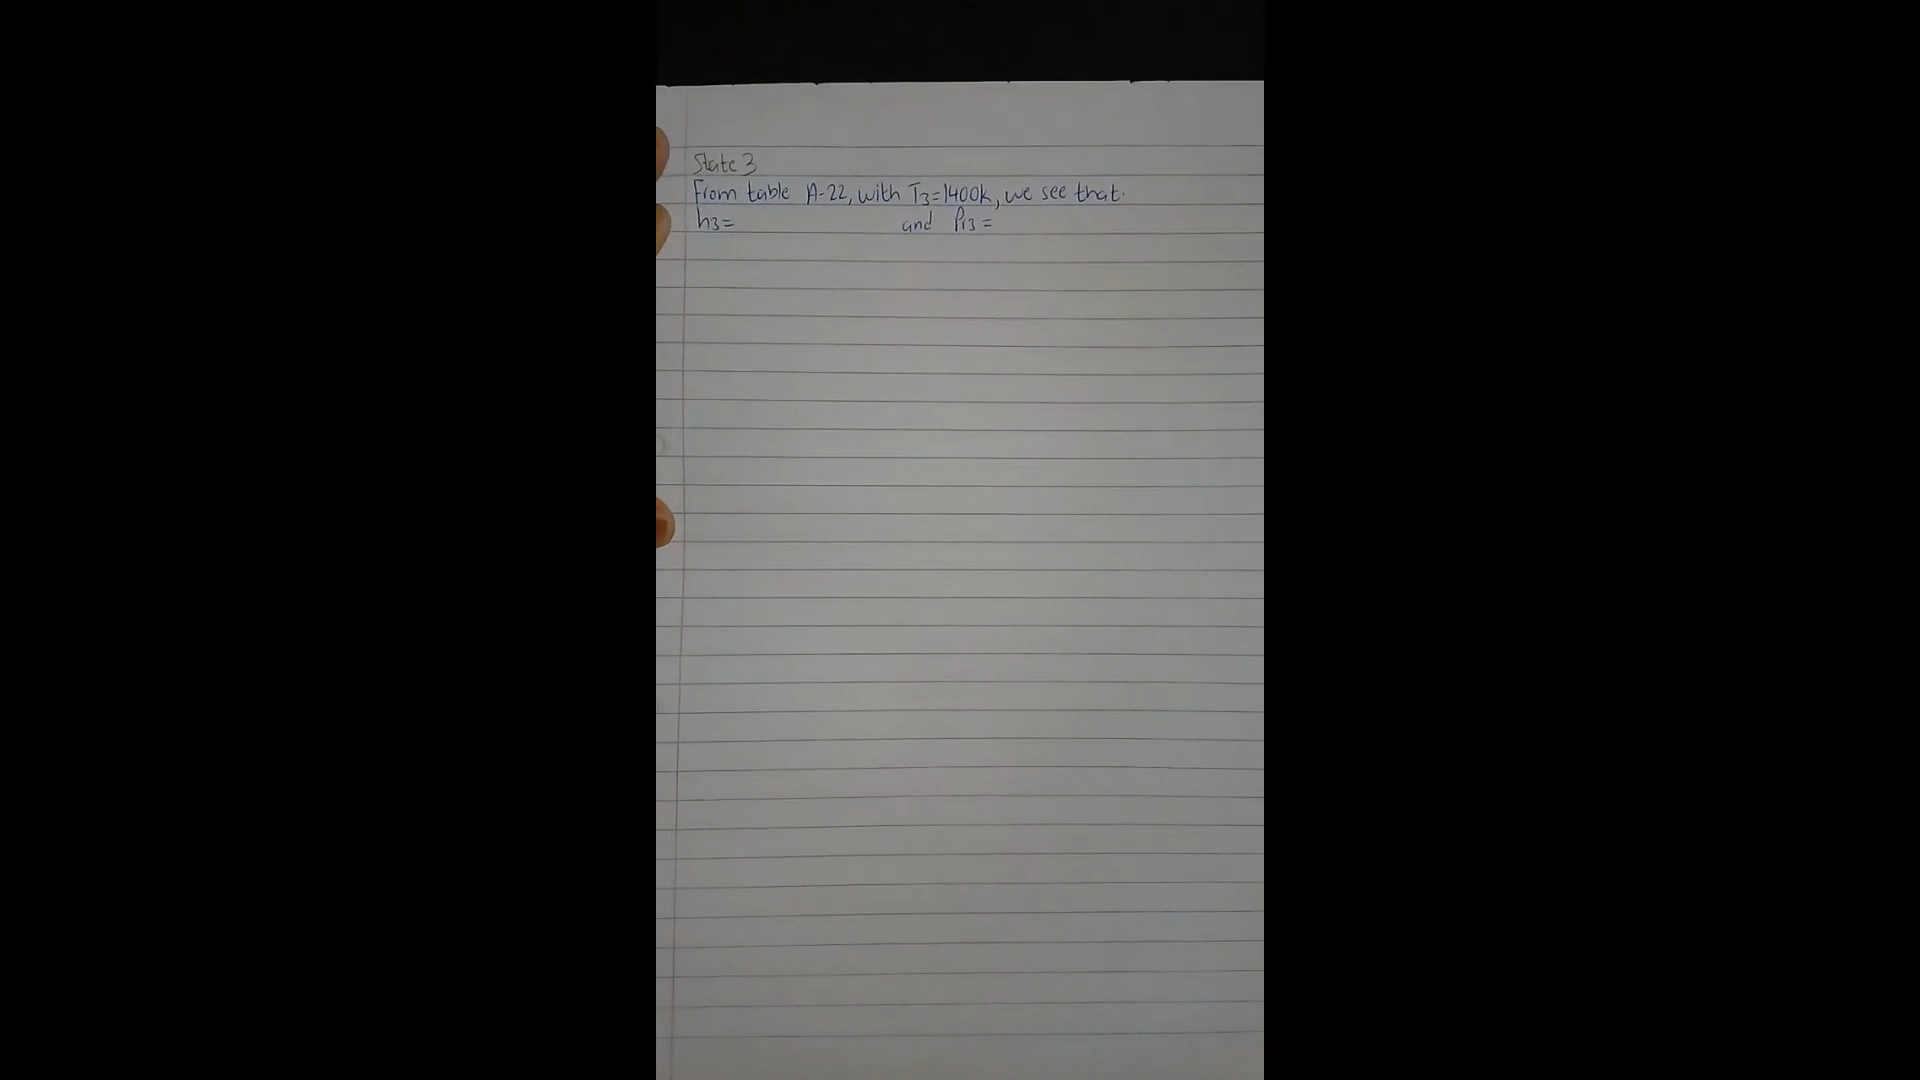 State 3
From table A-22, with T3=1400k, we see that.
h3= and Pr3=